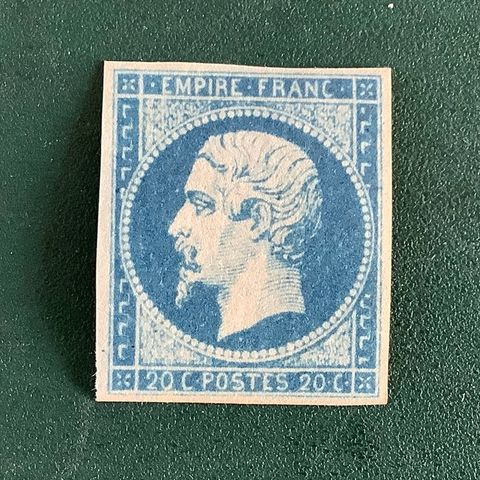 · EMPIRE · FRANC ·
20 C · POSTES 20 C ·